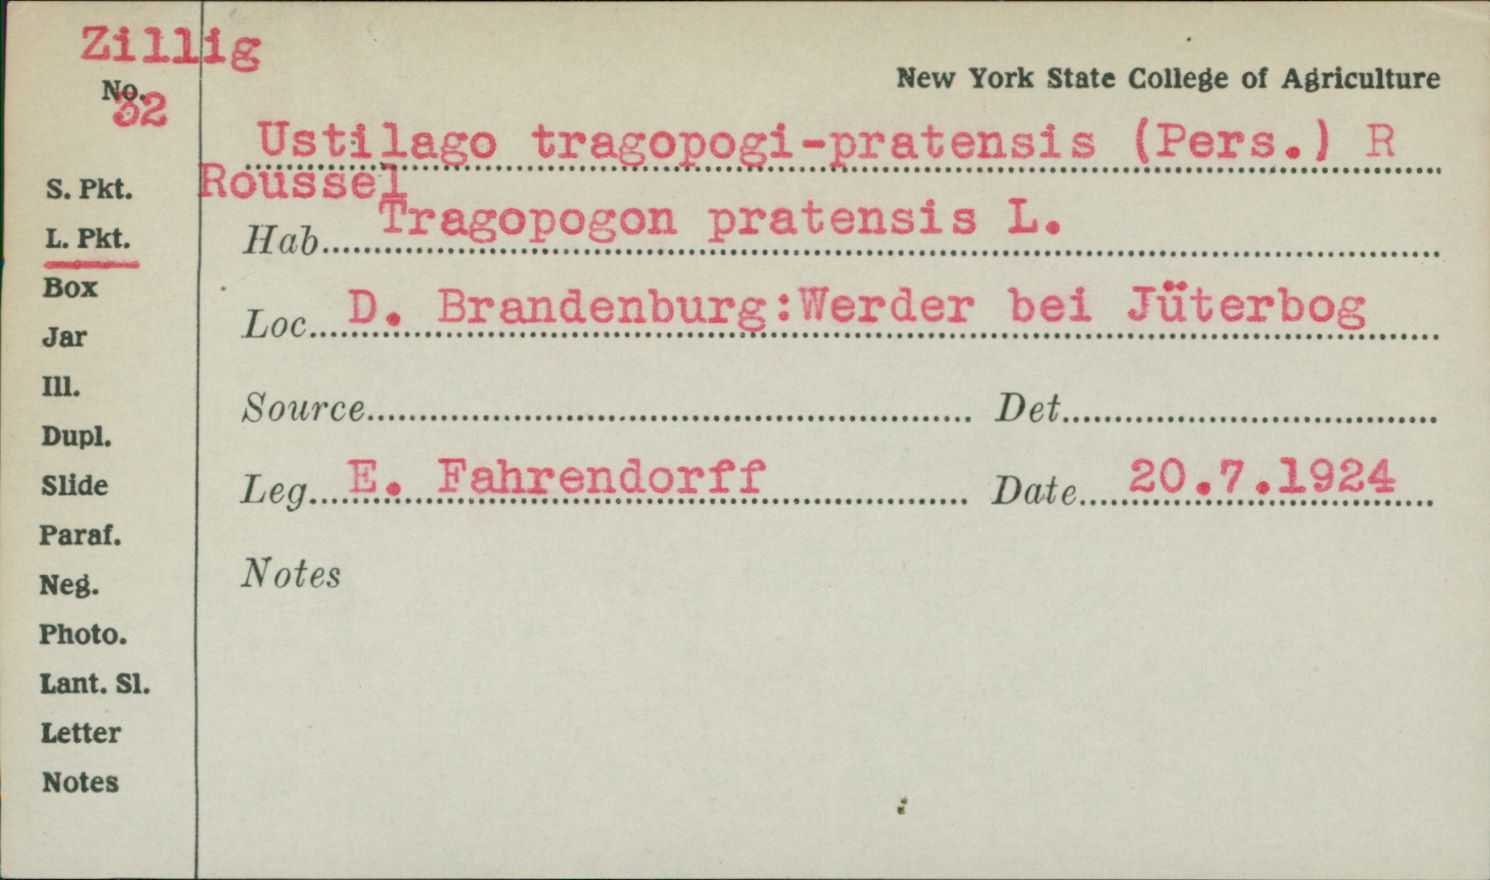 Zillig
No.
32
New York State College of Agriculture
Ustilago tragopogi-pratensis (Pers.) R
Roussel
Hab. Tragopogon pratensis L.
Loc. D. Brandenburg:Werder bei Jüterbog
Source Det.
Leg. E. Fahrendorff Date 20.7.1924
Notes
S. Pkt.
L. Pkt.
Box
Jar
Ill.
Dupl.
Slide
Paraf.
Neg.
Photo.
Lant. Sl.
Letter
Notes